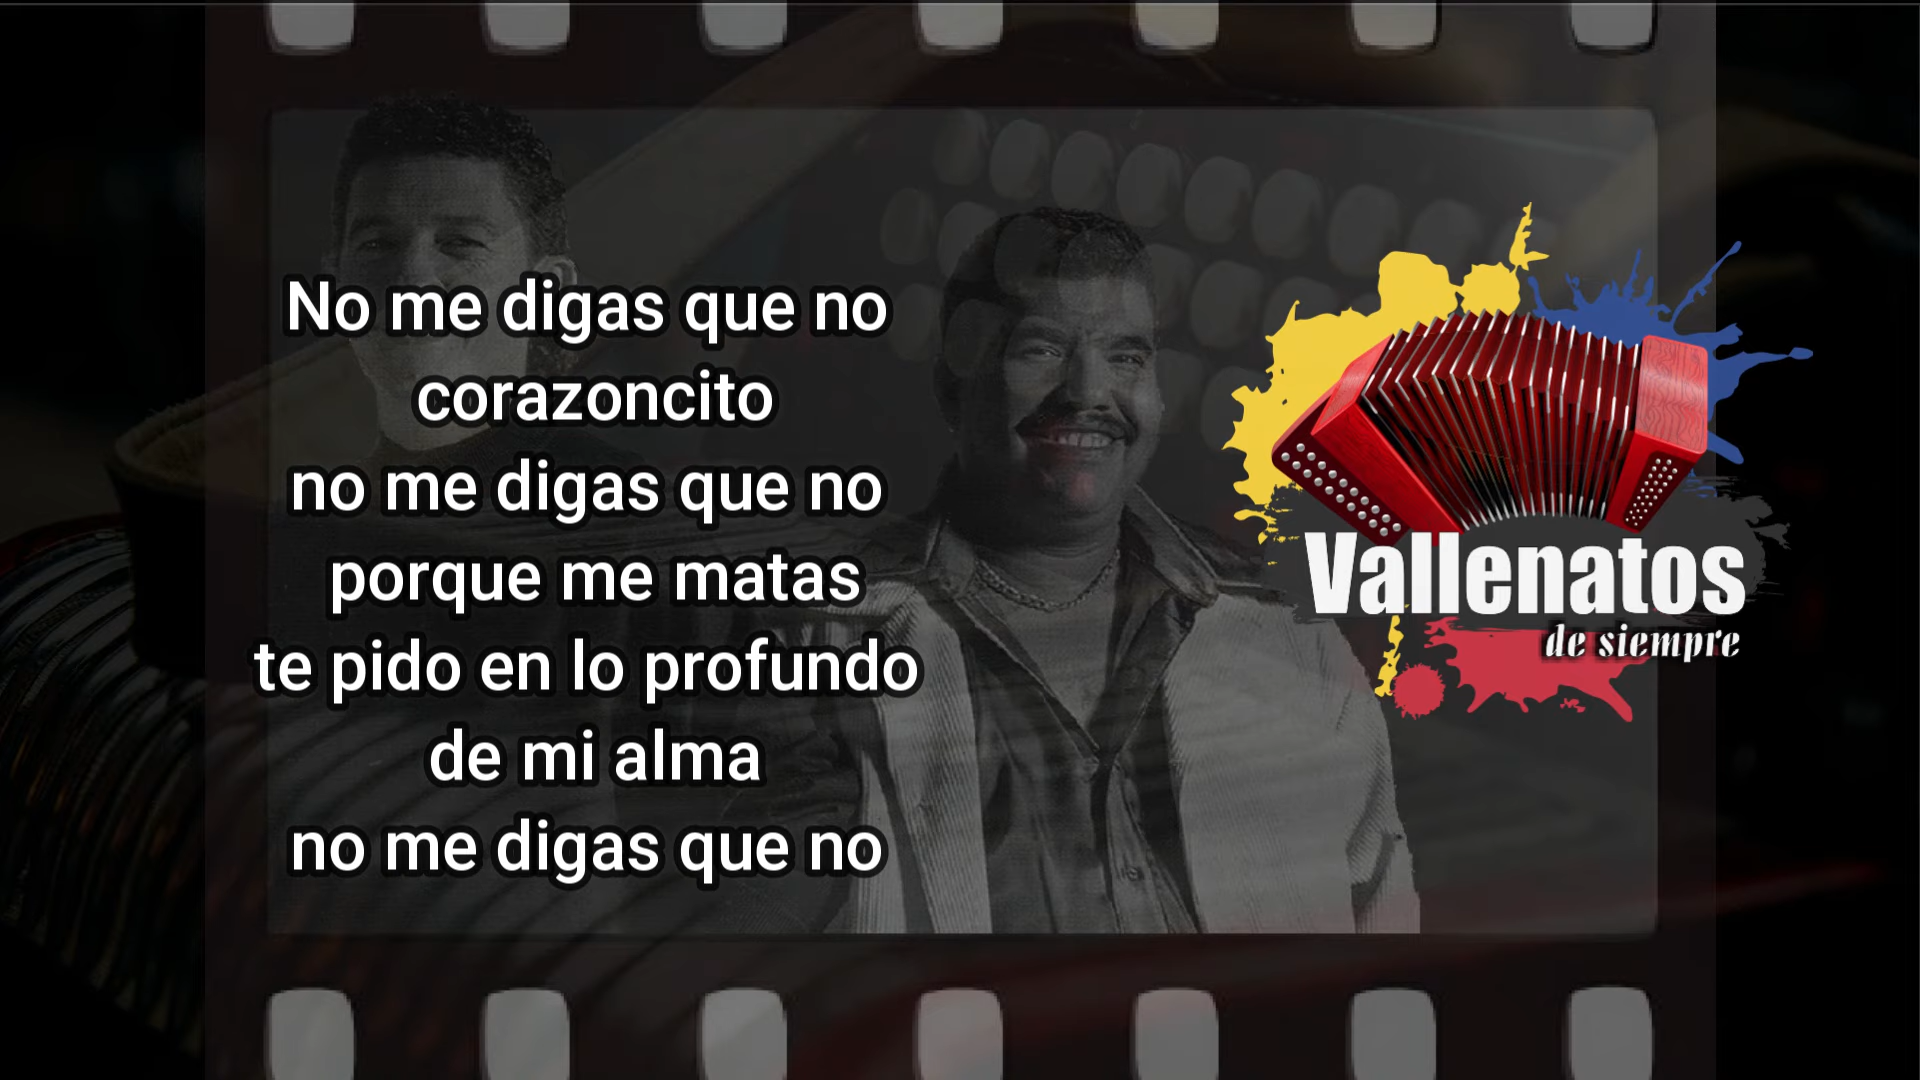 No me digas que no
corazoncito
no me digas que no
porque me matas
te pido en lo profundo
de mi alma
no me digas que no
Vallenatos
de siempre